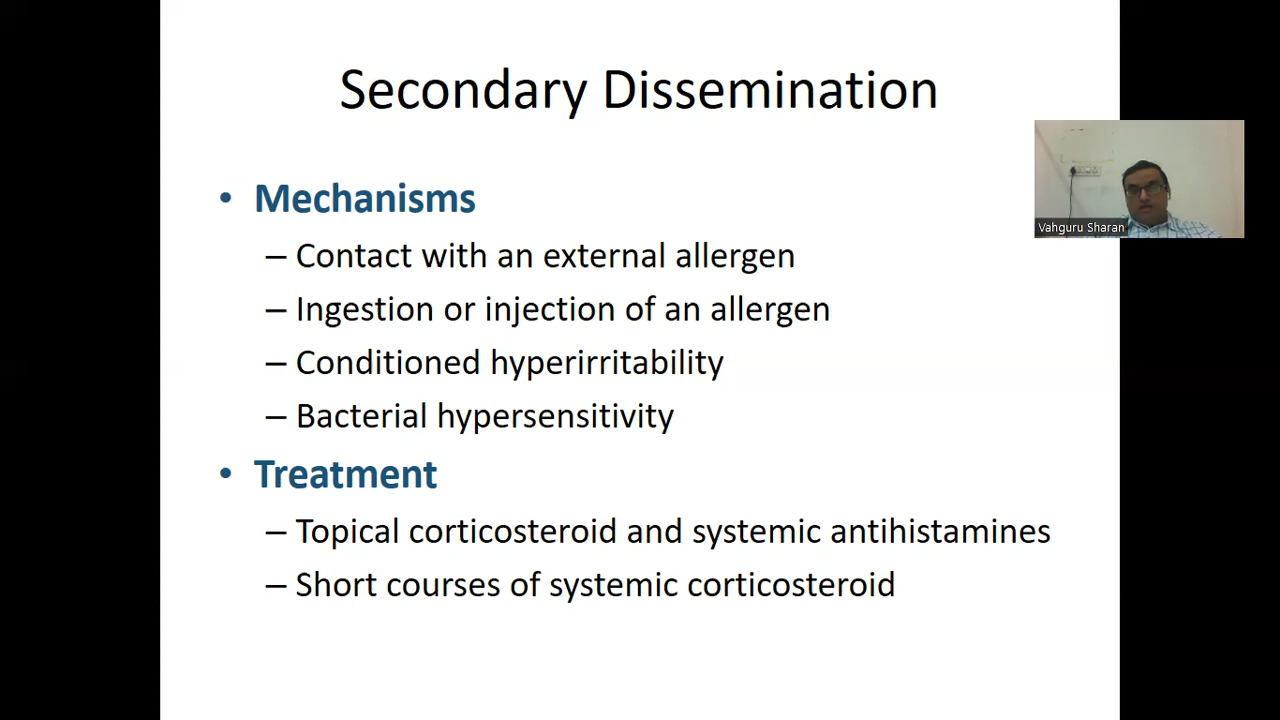 Secondary Dissemination
• Mechanisms
– Contact with an external allergen
– Ingestion or injection of an allergen
– Conditioned hyperirritability
– Bacterial hypersensitivity
• Treatment
– Topical corticosteroid and systemic antihistamines
– Short courses of systemic corticosteroid
Vahguru Sharan